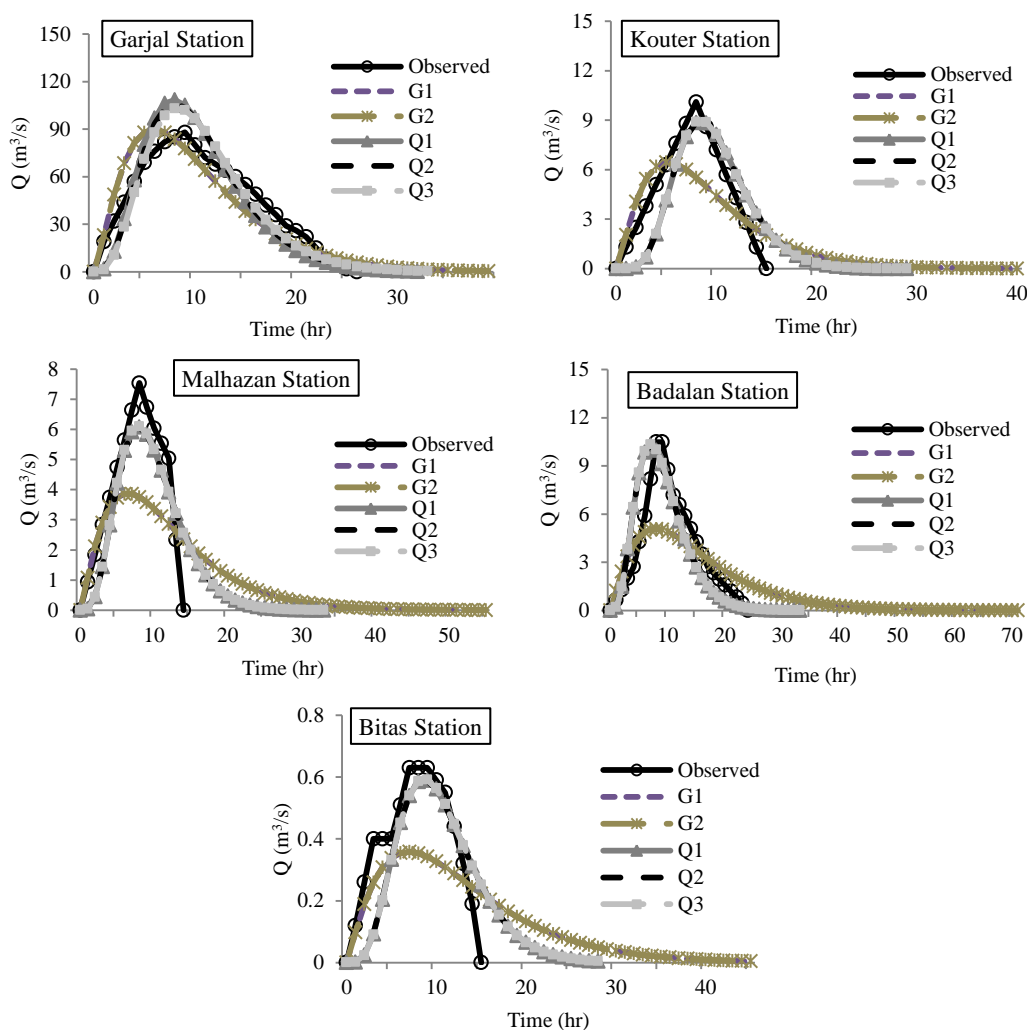 Garjal Station
Q (m³/s)
150
120
90
60
30
0
0 10 20 30
Time (hr)
Observed
G1
G2
Q1
Q2
Q3
Kouter Station
Q (m³/s)
15
12
9
6
3
0
0 10 20 30 40
Time (hr)
Observed
G1
G2
Q1
Q2
Q3
Malhazan Station
Q (m³/s)
8
7
6
5
4
3
2
1
0
0 10 20 30 40 50
Time (hr)
Observed
G1
G2
Q1
Q2
Q3
Badalan Station
Q (m³/s)
15
12
9
6
3
0
0 10 20 30 40 50 60 70
Time (hr)
Observed
G1
G2
Q1
Q2
Q3
Bitas Station
Q (m³/s)
0.8
0.6
0.4
0.2
0
0 10 20 30 40
Time (hr)
Observed
G1
G2
Q1
Q2
Q3